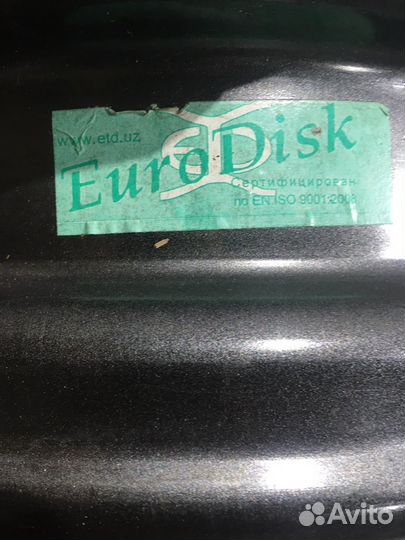 www.etd.uz
EuroDisk
Сертифицирован
по EN ISO 9001:2008
Avito